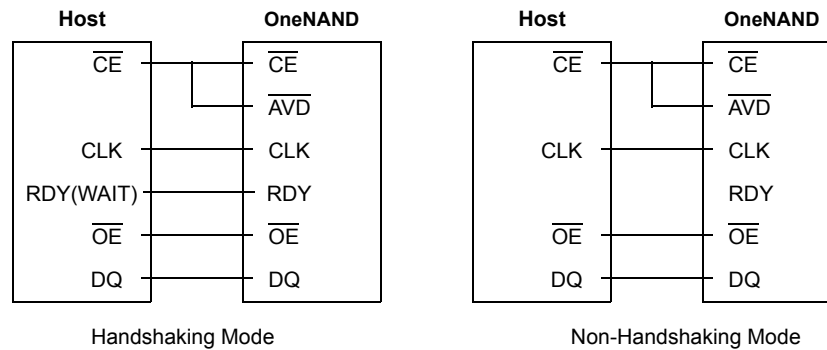 Host OneNAND
CE CE
AVD
CLK CLK
RDY(WAIT) RDY
OE OE
DQ DQ
Handshaking Mode
Host OneNAND
CE CE
AVD
CLK CLK
RDY
OE OE
DQ DQ
Non-Handshaking Mode